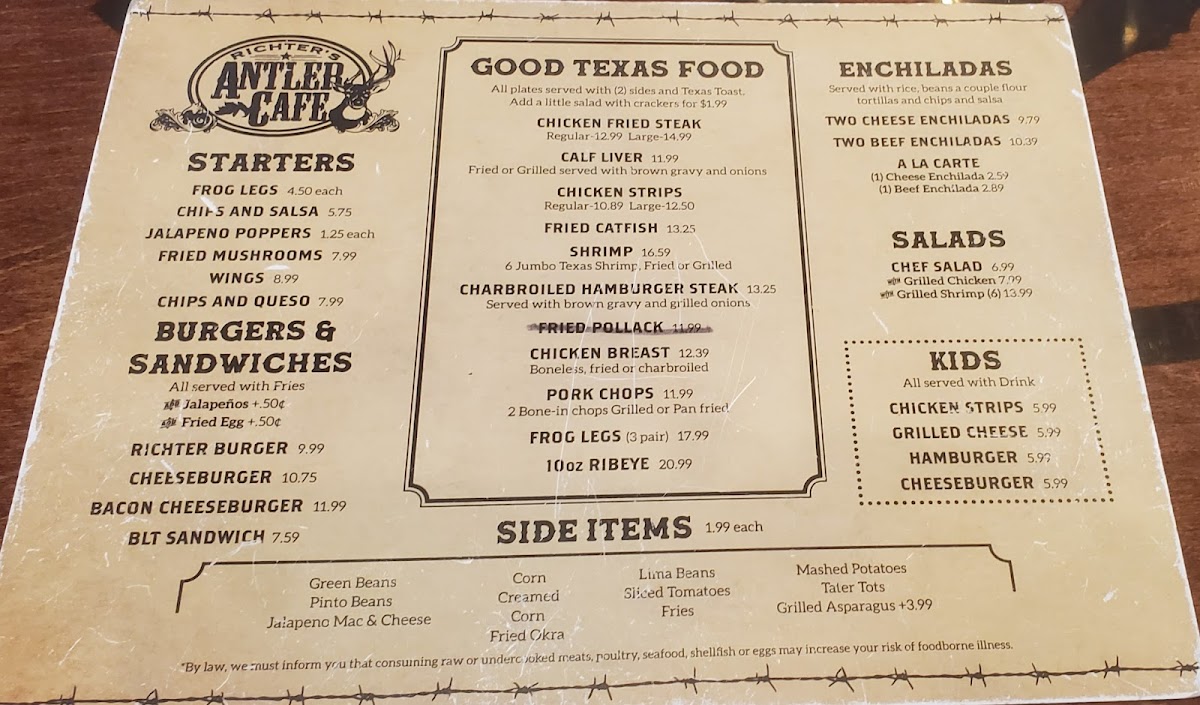 RICHTER'S
ANTLER
CAFE
STARTERS
FROG LEGS 4.50 each
CHIPS AND SALSA 5.75
JALAPENO POPPERS 1.25 each
FRIED MUSHROOMS 7.99
WINGS 8.99
CHIPS AND QUESO 7.99
BURGERS &
SANDWICHES
All served with Fries
Jalapeños +.50¢
Fried Egg +.50¢
RICHTER BURGER 9.99
CHEESEBURGER 10.75
BACON CHEESEBURGER 11.99
BLT SANDWICH 7.59
GOOD TEXAS FOOD
All plates served with (2) sides and Texas Toast.
Add a little salad with crackers for $1.99
CHICKEN FRIED STEAK
Regular-12.99 Large-14.99
CALF LIVER 11.99
Fried or Grilled served with brown gravy and onions
CHICKEN STRIPS
Regular-10.89 Large-12.50
FRIED CATFISH 13.25
SHRIMP 16.59
6 Jumbo Texas Shrimp, Fried or Grilled
CHARBROILED HAMBURGER STEAK 13.25
Served with brown gravy and grilled onions
FRIED POLLACK 11.99
CHICKEN BREAST 12.39
Boneless, fried or charbroiled
PORK CHOPS 11.99
2 Bone-in chops Grilled or Pan fried
FROG LEGS (3 pair) 17.99
10oz RIBEYE 20.99
ENCHILADAS
Served with rice, beans a couple flour
tortillas and chips and salsa
TWO CHEESE ENCHILADAS 9.79
TWO BEEF ENCHILADAS 10.39
A LA CARTE
(1) Cheese Enchilada 2.59
(1) Beef Enchilada 2.89
SALADS
CHEF SALAD 6.99
WITH Grilled Chicken 7.99
WITH Grilled Shrimp (6) 13.99
KIDS
All served with Drink
CHICKEN STRIPS 5.99
GRILLED CHEESE 5.99
HAMBURGER 5.99
CHEESEBURGER 5.99
SIDE ITEMS 1.99 each
Green Beans
Pinto Beans
Jalapeno Mac & Cheese
Corn
Creamed
Corn
Fried Okra
Lima Beans
Sliced Tomatoes
Fries
Mashed Potatoes
Tater Tots
Grilled Asparagus +3.99
*By law, we must inform you that consuming raw or undercooked meats, poultry, seafood, shellfish or eggs may increase your risk of foodborne illness.